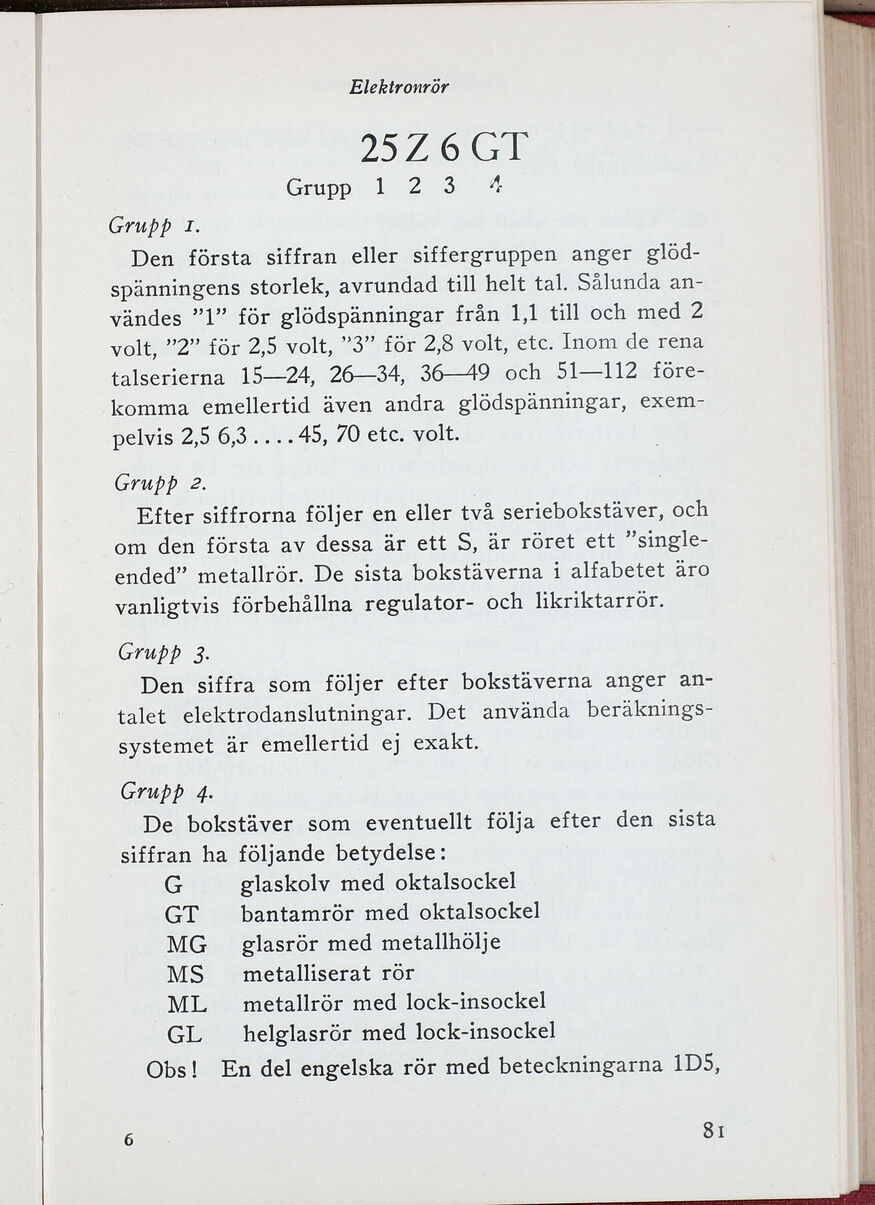 Elektronrör
25Z6GT
Grupp 1 2 3 4
Grupp 1.
Den första siffran eller siffergruppen anger glöd-
spänningens storlek, avrundad till helt tal. Sålunda an-
vändes ”1” för glödspänningar från 1,1 till och med 2
volt, ”2” för 2,5 volt, ”3” för 2,8 volt, etc. Inom de rena
talserierna 15—24, 26—34, 36—49 och 51—112 före-
komma emellertid även andra glödspänningar, exem-
pelvis 2,5 6,3 .... 45, 70 etc. volt.
Grupp 2.
Efter siffrorna följer en eller två seriebokstäver, och
om den första av dessa är ett S, är röret ett ”single-
ended” metallrör. De sista bokstäverna i alfabetet äro
vanligtvis förbehållna regulator- och likriktarrör.
Grupp 3.
Den siffra som följer efter bokstäverna anger an-
talet elektrodanslutningar. Det använda beräknings-
systemet är emellertid ej exakt.
Grupp 4.
De bokstäver som eventuellt följa efter den sista
siffran ha följande betydelse:
G glaskolv med oktalsockel
GT bantamrör med oktalsockel
MG glasrör med metallhölje
MS metalliserat rör
ML metallrör med lock-insockel
GL helglasrör med lock-insockel
Obs! En del engelska rör med beteckningarna 1D5,
6 81